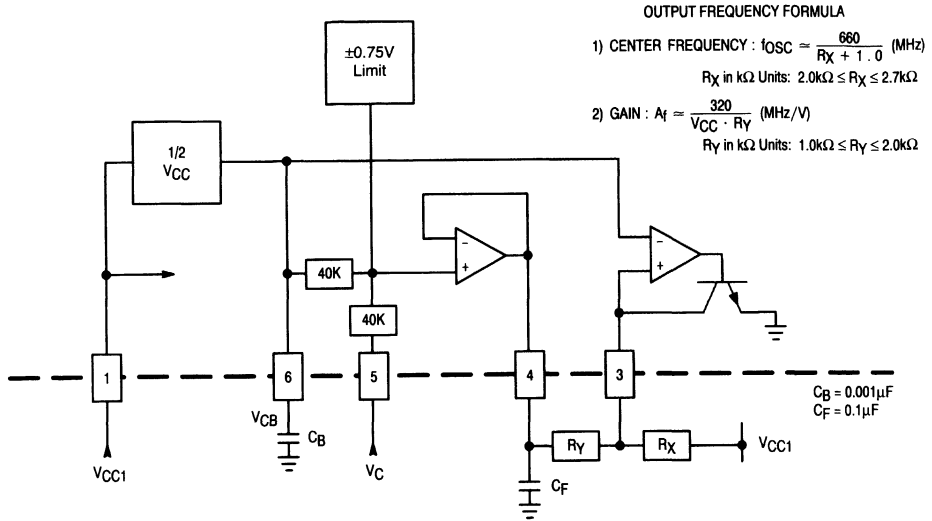 OUTPUT FREQUENCY FORMULA
1) CENTER FREQUENCY : fOSC ≃ 660 / RX + 1.0 (MHz)
RX in kΩ Units: 2.0kΩ ≤ RX ≤ 2.7kΩ
2) GAIN : Af ≃ 320 / VCC · RY (MHz/V)
RY in kΩ Units: 1.0kΩ ≤ RY ≤ 2.0kΩ
±0.75V
Limit
1/2
VCC
−
+
−
+
40K
40K
1
6
5
4
3
CB = 0.001μF
CF = 0.1μF
VCB
CB
RY
RX
VCC1
VCC1
VC
CF